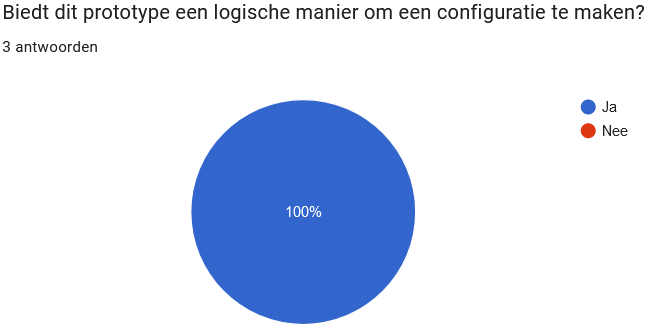 Biedt dit prototype een logische manier om een configuratie te maken?
3 antwoorden
Ja
Nee
100%